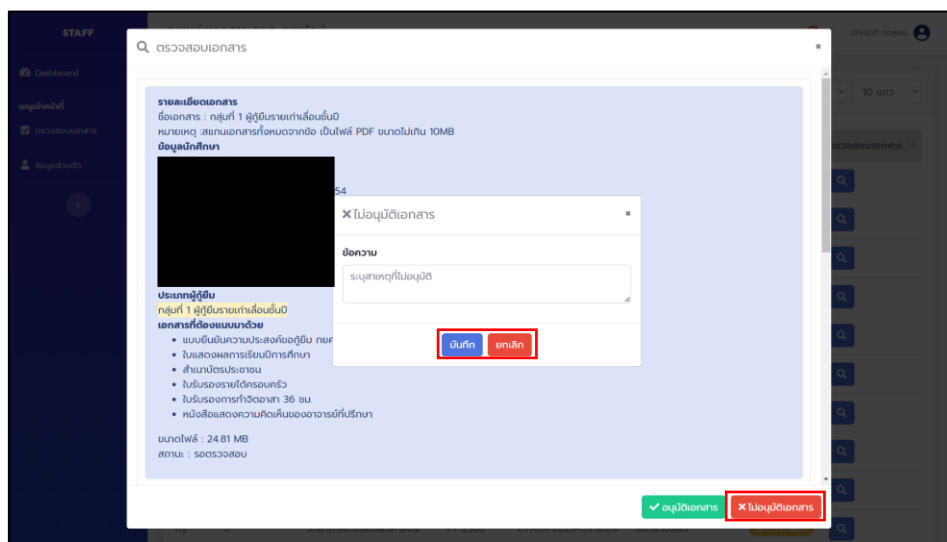 STAFF
เจ้าหน้าที่ ทดสอบ
ตรวจสอบเอกสาร
Dashboard
เมนูเจ้าหน้าที่
10 แถว
ตรวจสอบเอกสาร
ข้อมูลส่วนตัว
รายละเอียดเอกสาร
ชื่อเอกสาร : กลุ่มที่ 1 ผู้กู้ยืมรายเก่าเลื่อนชั้นปี
หมายเหตุ :สแกนเอกสารทั้งหมดจากข้อ เป็นไฟล์ PDF ขนาดไม่เกิน 10MB
ข้อมูลนักศึกษา
54
ไม่อนุมัติเอกสาร
ข้อความ
ระบุสาเหตุที่ไม่อนุมัติ
บันทึก ยกเลิก
ประเภทผู้กู้ยืม
กลุ่มที่ 1 ผู้กู้ยืมรายเก่าเลื่อนชั้นปี
เอกสารที่ต้องแนบมาด้วย
แบบยืนยันความประสงค์ขอกู้ยืม กยศ
ใบแสดงผลการเรียนปีการศึกษา
สำเนาบัตรประชาชน
ใบรับรองรายได้ครอบครัว
ใบรับรองการทำจิตอาสา 36 ชม.
หนังสือแสดงความคิดเห็นของอาจารย์ที่ปรึกษา
ขนาดไฟล์ : 24.81 MB
สถานะ : รอตรวจสอบ
อนุมัติเอกสาร ไม่อนุมัติเอกสาร